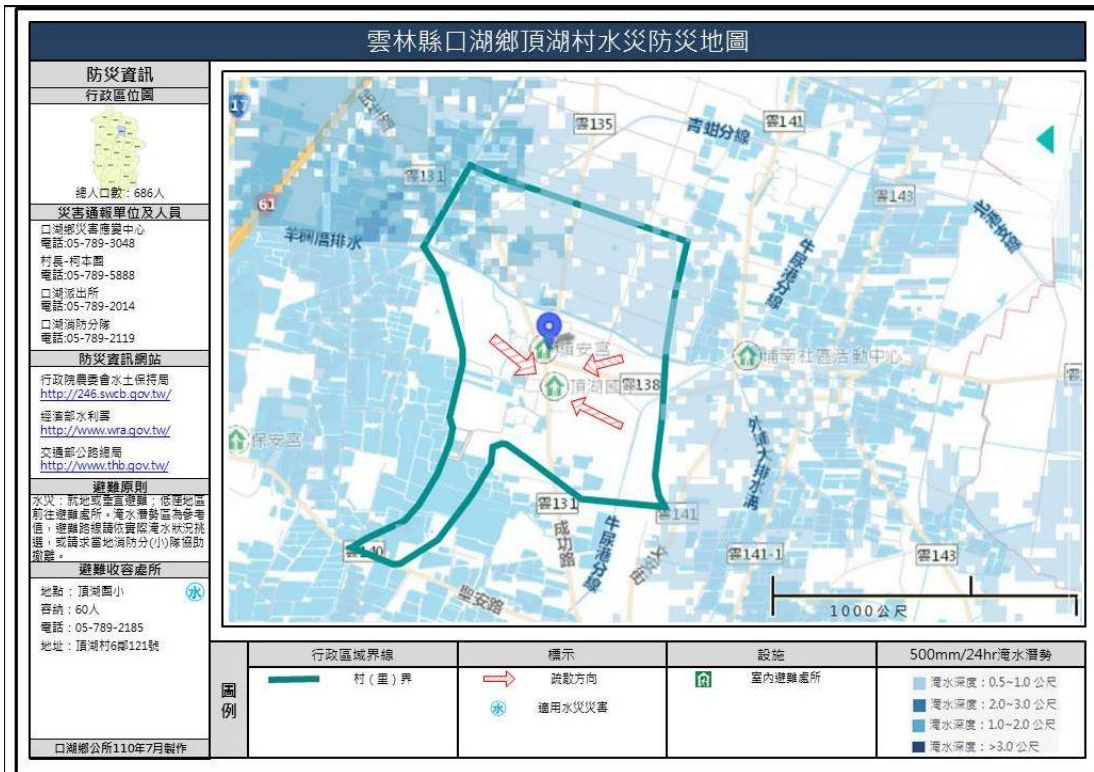 雲林縣口湖鄉頂湖村水災防災地圖
防災資訊
行政區位圖
總人口數：686人
災害通報單位及人員
口湖鄉災害應變中心
電話:05-789-3048
村長-柯本園
電話:05-789-5888
口湖派出所
電話:05-789-2014
口湖消防分隊
電話:05-789-2119
防災資訊網站
行政院農委會水土保持局
http://246.swcb.gov.tw/
經濟部水利署
http://www.wra.gov.tw/
交通部公路總局
http://www.thb.gov.tw/
避難原則
水災：就地或垂直避難；低窪地區
前往避難處所。淹水潛勢區為參考
值，避難路線請依實際淹水狀況挑
選，或請求當地消防分(小)隊協助
撤離。
避難收容處所
地點：頂湖國小
水
容納：60人
電話：05-789-2185
地址：頂湖村6鄰121號
口湖鄉公所110年7月製作
17
61
雲135
青蚶分線
雲141
雲131
雲143
羊稠厝排水
牛尿港分線
鎮安宮
埔南社區活動中心
頂湖國
雲138
保安宮
外埔大排水溝
雲131
雲141
成功路
牛尿港分線
雲140
雲141-1
雲143
聖安路
1000公尺
圖例
行政區域界線
標示
設施
500mm/24hr淹水潛勢
村(里)界
疏散方向
室內避難處所
水
適用水災災害
淹水深度：0.5~1.0 公尺
淹水深度：2.0~3.0 公尺
淹水深度：1.0~2.0 公尺
淹水深度：>3.0 公尺